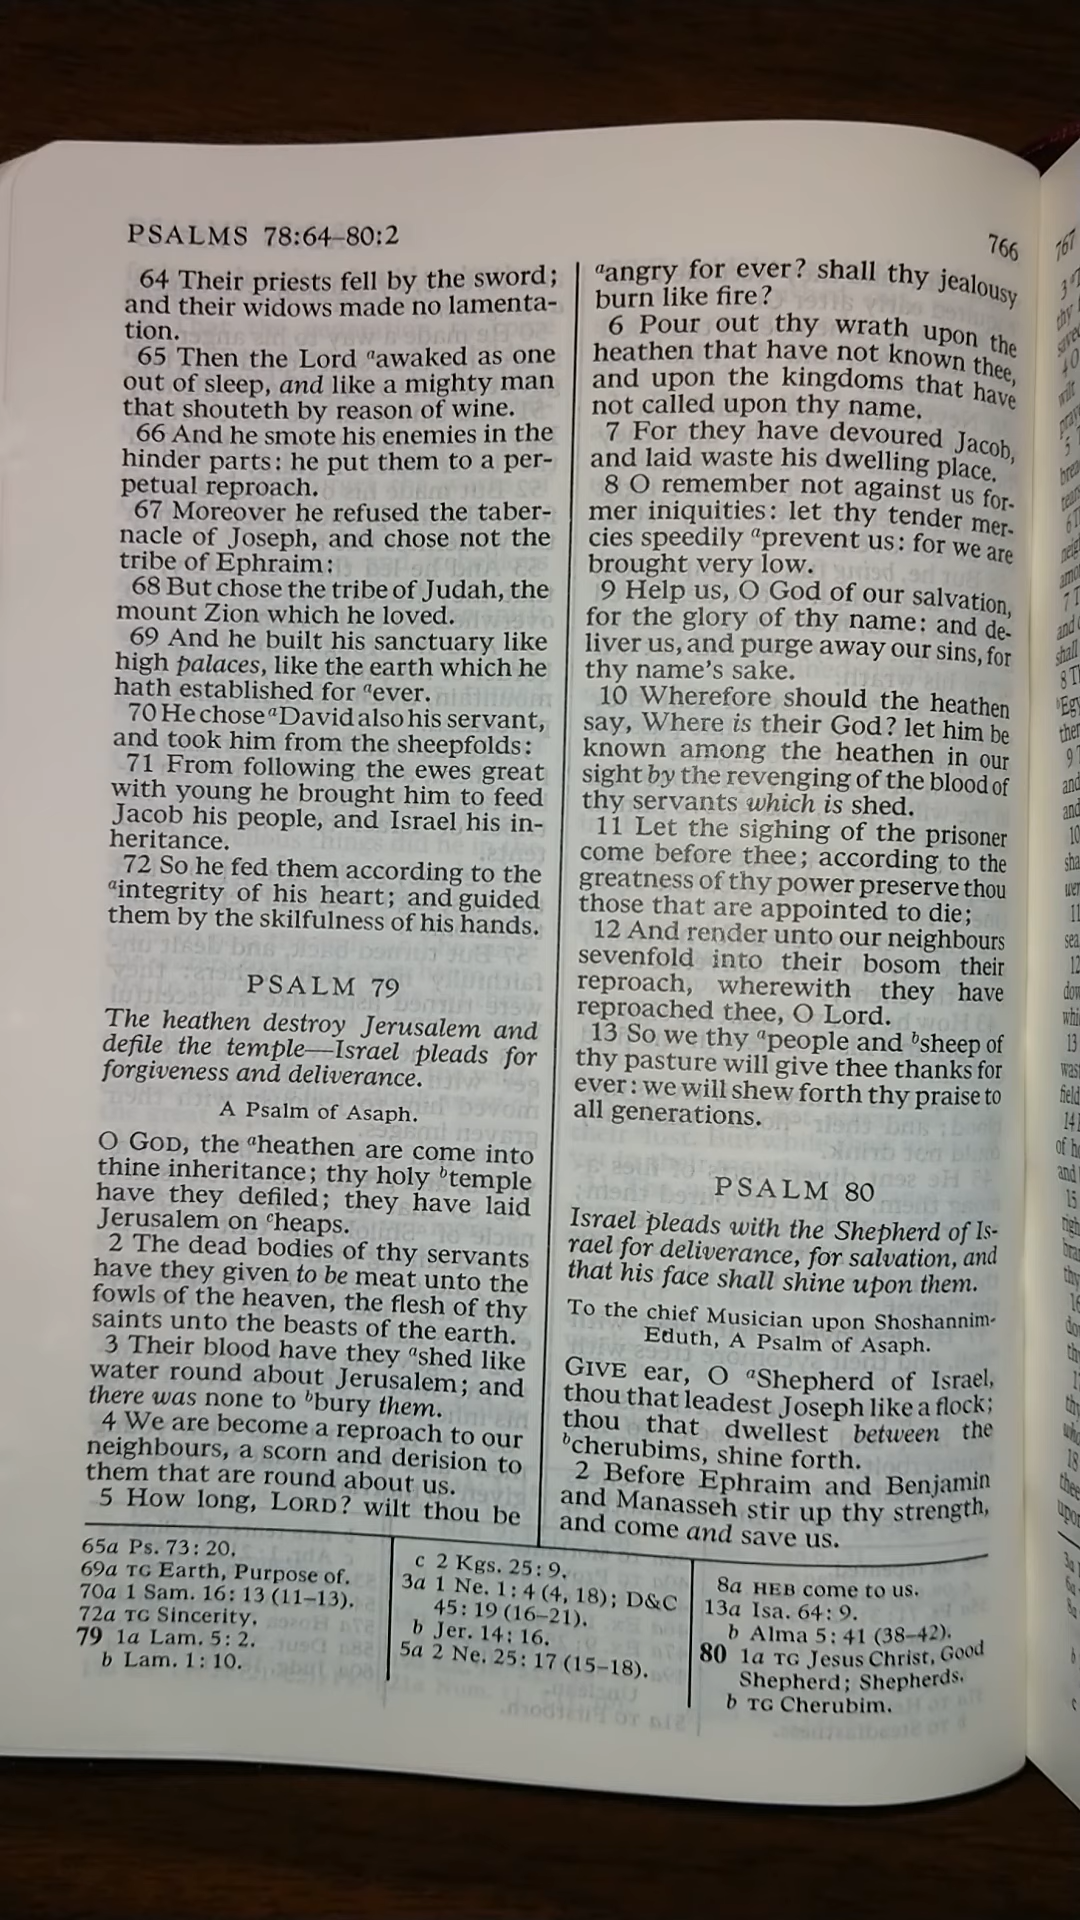 PSALMS 78:64–80:2
766
64 Their priests fell by the sword;
and their widows made no lamenta-
tion.
65 Then the Lord ᵃawaked as one
out of sleep, and like a mighty man
that shouteth by reason of wine.
66 And he smote his enemies in the
hinder parts: he put them to a per-
petual reproach.
67 Moreover he refused the taber-
nacle of Joseph, and chose not the
tribe of Ephraim:
68 But chose the tribe of Judah, the
mount Zion which he loved.
69 And he built his sanctuary like
high palaces, like the earth which he
hath established for ᵃever.
70 He chose ᵃDavid also his servant,
and took him from the sheepfolds:
71 From following the ewes great
with young he brought him to feed
Jacob his people, and Israel his in-
heritance.
72 So he fed them according to the
ᵃintegrity of his heart; and guided
them by the skilfulness of his hands.
PSALM 79
The heathen destroy Jerusalem and
defile the temple—Israel pleads for
forgiveness and deliverance.
A Psalm of Asaph.
O GOD, the ᵃheathen are come into
thine inheritance; thy holy ᵇtemple
have they defiled; they have laid
Jerusalem on ᶜheaps.
2 The dead bodies of thy servants
have they given to be meat unto the
fowls of the heaven, the flesh of thy
saints unto the beasts of the earth.
3 Their blood have they ᵃshed like
water round about Jerusalem; and
there was none to ᵇbury them.
4 We are become a reproach to our
neighbours, a scorn and derision to
them that are round about us.
5 How long, LORD? wilt thou be
ᵃangry for ever? shall thy jealousy
burn like fire?
6 Pour out thy wrath upon the
heathen that have not known thee,
and upon the kingdoms that have
not called upon thy name.
7 For they have devoured Jacob,
and laid waste his dwelling place.
8 O remember not against us for-
mer iniquities: let thy tender mer-
cies speedily ᵃprevent us: for we are
brought very low.
9 Help us, O God of our salvation,
for the glory of thy name: and de-
liver us, and purge away our sins, for
thy name's sake.
10 Wherefore should the heathen
say, Where is their God? let him be
known among the heathen in our
sight by the revenging of the blood of
thy servants which is shed.
11 Let the sighing of the prisoner
come before thee; according to the
greatness of thy power preserve thou
those that are appointed to die;
12 And render unto our neighbours
sevenfold into their bosom their
reproach, wherewith they have
reproached thee, O Lord.
13 So we thy ᵃpeople and ᵇsheep of
thy pasture will give thee thanks for
ever: we will shew forth thy praise to
all generations.
PSALM 80
Israel pleads with the Shepherd of Is-
rael for deliverance, for salvation, and
that his face shall shine upon them.
To the chief Musician upon Shoshannim-
Eduth, A Psalm of Asaph.
GIVE ear, O ᵃShepherd of Israel,
thou that leadest Joseph like a flock;
thou that dwellest between the
ᵇcherubims, shine forth.
2 Before Ephraim and Benjamin
and Manasseh stir up thy strength,
and come and save us.
65a Ps. 73: 20.
69a TG Earth, Purpose of.
70a 1 Sam. 16: 13 (11–13).
72a TG Sincerity.
79 1a Lam. 5: 2.
b Lam. 1: 10.
c 2 Kgs. 25: 9.
3a 1 Ne. 1: 4 (4, 18); D&C
45: 19 (16–21).
b Jer. 14: 16.
5a 2 Ne. 25: 17 (15–18).
8a HEB come to us.
13a Isa. 64: 9.
b Alma 5: 41 (38–42).
80 1a TG Jesus Christ, Good
Shepherd; Shepherds.
b TG Cherubim.
767